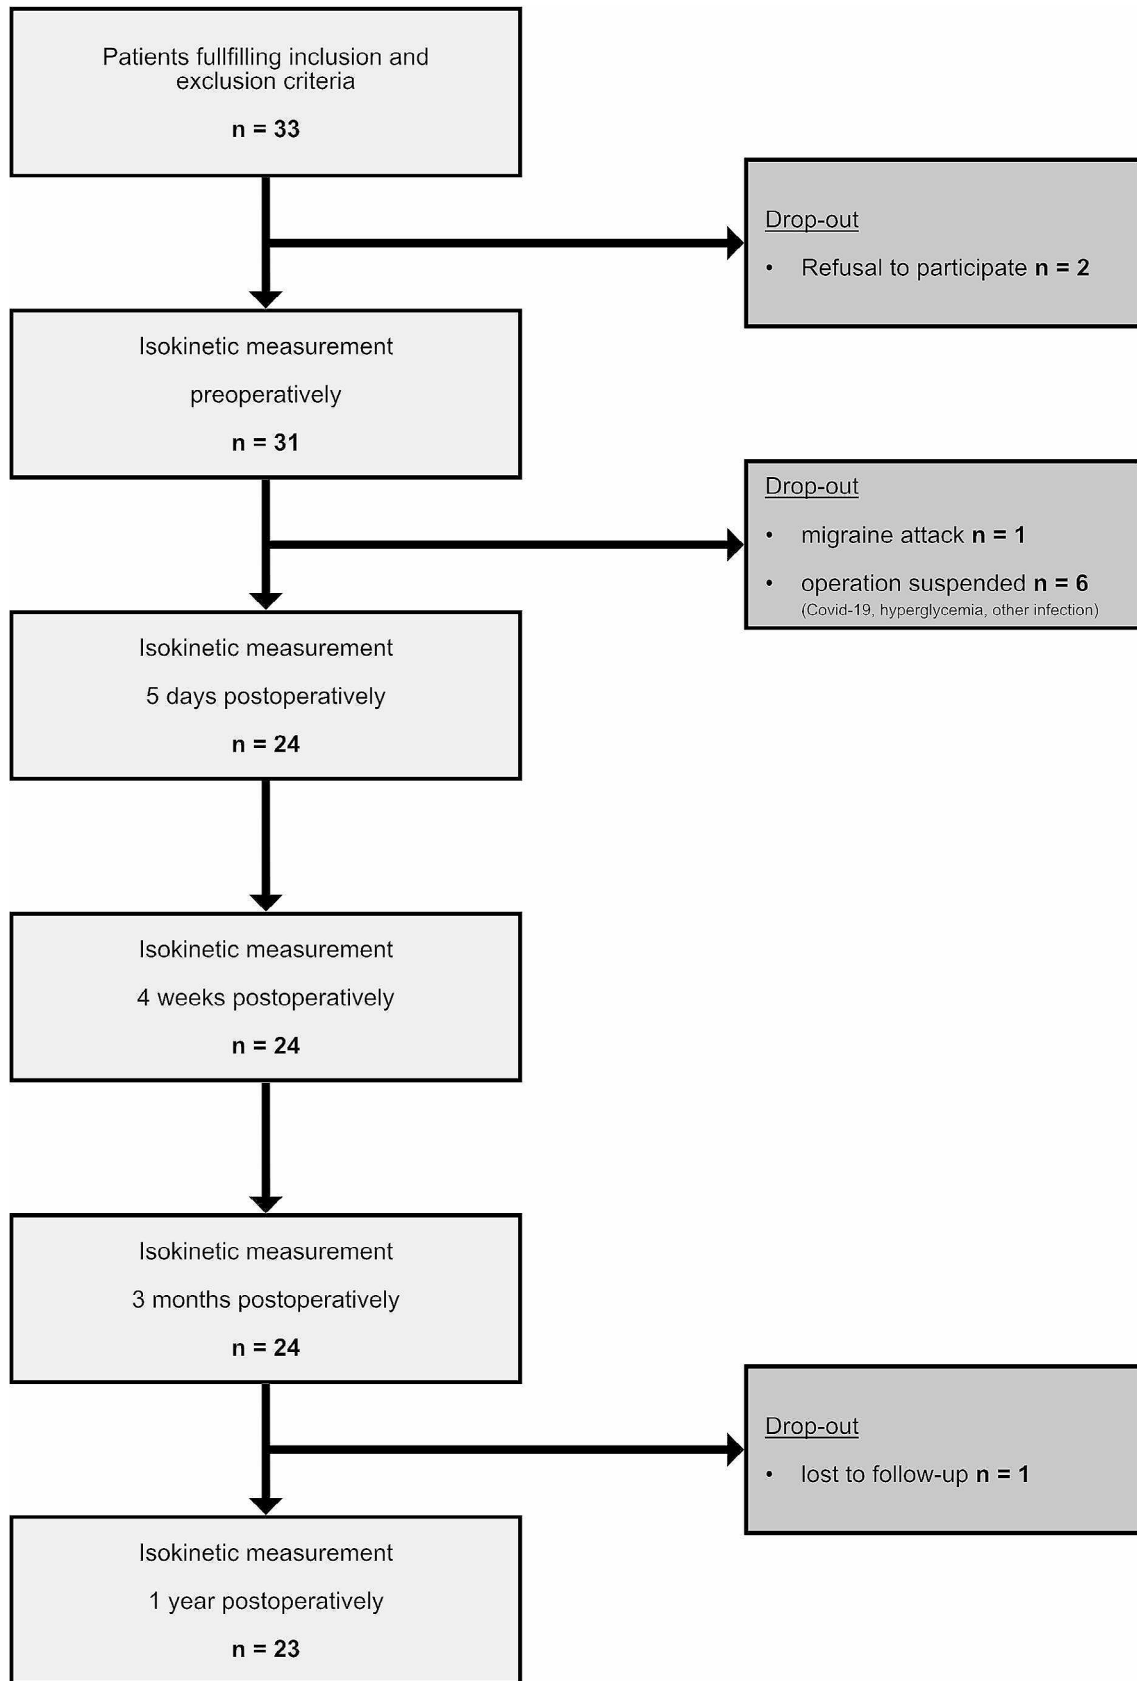 Patients fullfilling inclusion and
exclusion criteria
n = 33
Drop-out
• Refusal to participate n = 2
Isokinetic measurement
preoperatively
n = 31
Drop-out
• migraine attack n = 1
• operation suspended n = 6
(Covid-19, hyperglycemia, other infection)
Isokinetic measurement
5 days postoperatively
n = 24
Isokinetic measurement
4 weeks postoperatively
n = 24
Isokinetic measurement
3 months postoperatively
n = 24
Drop-out
• lost to follow-up n = 1
Isokinetic measurement
1 year postoperatively
n = 23